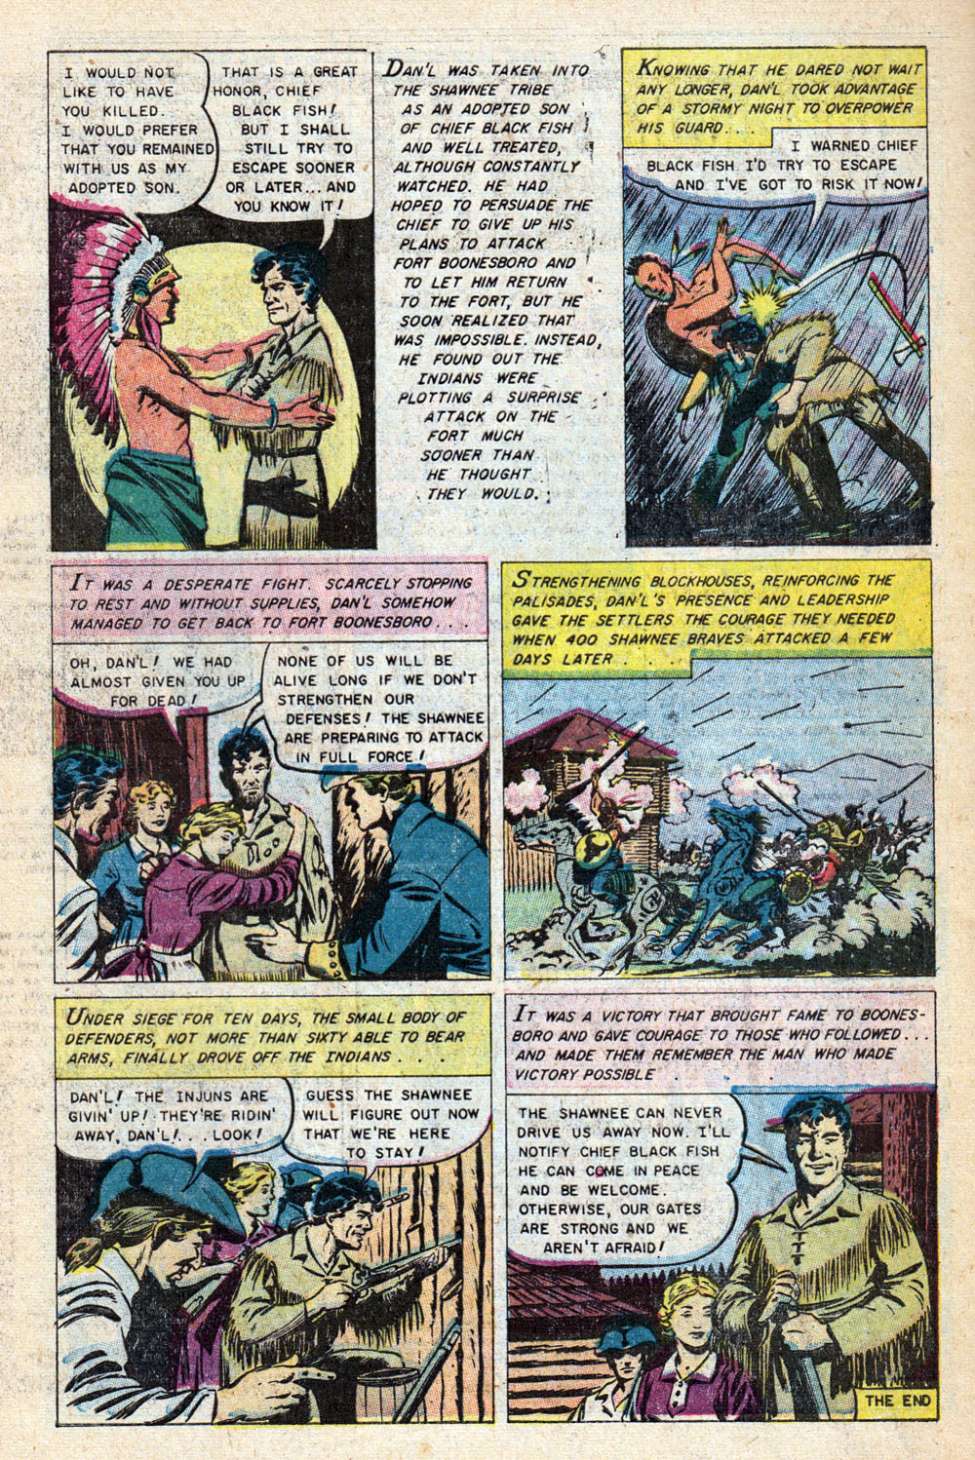 I WOULD NOT
LIKE TO HAVE
YOU KILLED.
I WOULD PREFER
THAT YOU REMAINED
WITH US AS MY
ADOPTED SON.
THAT IS A GREAT
HONOR, CHIEF
BLACK FISH!
BUT I SHALL
STILL TRY TO
ESCAPE SOONER
OR LATER...AND
YOU KNOW IT!
DAN'L WAS TAKEN INTO
THE SHAWNEE TRIBE
AS AN ADOPTED SON
OF CHIEF BLACK FISH
AND WELL TREATED,
ALTHOUGH CONSTANTLY
WATCHED. HE HAD
HOPED TO PERSUADE THE
CHIEF TO GIVE UP HIS
PLANS TO ATTACK
FORT BOONESBORO AND
TO LET HIM RETURN
TO THE FORT, BUT HE
SOON REALIZED THAT
WAS IMPOSSIBLE. INSTEAD,
HE FOUND OUT THE
INDIANS WERE
PLOTTING A SURPRISE
ATTACK ON THE
FORT MUCH
SOONER THAN
HE THOUGHT
THEY WOULD.
KNOWING THAT HE DARED NOT WAIT
ANY LONGER, DAN'L TOOK ADVANTAGE
OF A STORMY NIGHT TO OVERPOWER
HIS GUARD...
I WARNED CHIEF
BLACK FISH I'D TRY TO ESCAPE
AND I'VE GOT TO RISK IT NOW!
IT WAS A DESPERATE FIGHT. SCARCELY STOPPING
TO REST AND WITHOUT SUPPLIES, DAN'L SOMEHOW
MANAGED TO GET BACK TO FORT BOONESBORO...
OH, DAN'L! WE HAD
ALMOST GIVEN YOU UP
FOR DEAD!
NONE OF US WILL BE
ALIVE LONG IF WE DON'T
STRENGTHEN OUR
DEFENSES! THE SHAWNEE
ARE PREPARING TO ATTACK
IN FULL FORCE!
STRENGTHENING BLOCKHOUSES, REINFORCING THE
PALISADES, DAN'L'S PRESENCE AND LEADERSHIP
GAVE THE SETTLERS THE COURAGE THEY NEEDED
WHEN 400 SHAWNEE BRAVES ATTACKED A FEW
DAYS LATER....
UNDER SIEGE FOR TEN DAYS, THE SMALL BODY OF
DEFENDERS, NOT MORE THAN SIXTY ABLE TO BEAR
ARMS, FINALLY DROVE OFF THE INDIANS...
DAN'L! THE INJUNS ARE
GIVIN' UP! THEY'RE RIDIN'
AWAY, DAN'L!...LOOK!
GUESS THE SHAWNEE
WILL FIGURE OUT NOW
THAT WE'RE HERE
TO STAY!
IT WAS A VICTORY THAT BROUGHT FAME TO BOONES-
BORO AND GAVE COURAGE TO THOSE WHO FOLLOWED...
AND MADE THEM REMEMBER THE MAN WHO MADE
VICTORY POSSIBLE...
THE SHAWNEE CAN NEVER
DRIVE US AWAY NOW. I'LL
NOTIFY CHIEF BLACK FISH
HE CAN COME IN PEACE
AND BE WELCOME.
OTHERWISE, OUR GATES
ARE STRONG AND WE
AREN'T AFRAID!
THE END